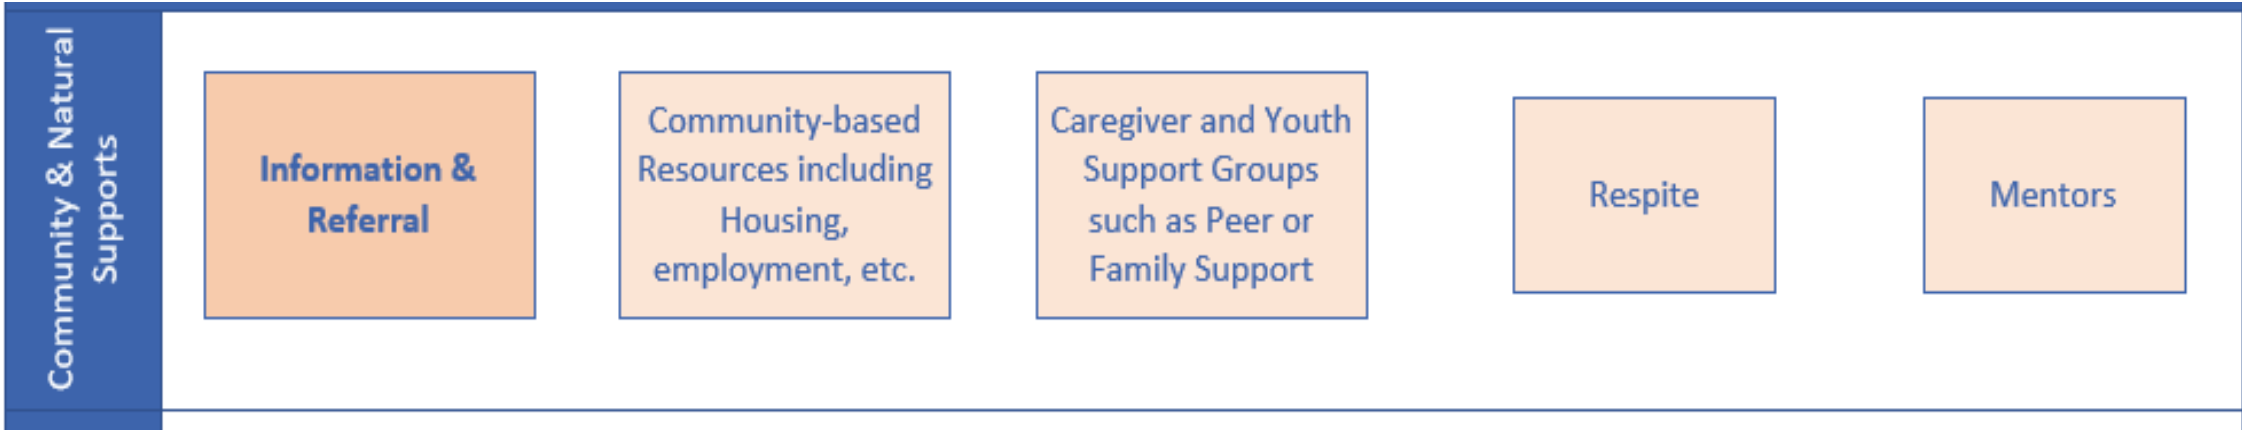 Community & Natural
Supports
Information &
Referral
Community-based
Resources including
Housing,
employment, etc.
Caregiver and Youth
Support Groups
such as Peer or
Family Support
Respite
Mentors